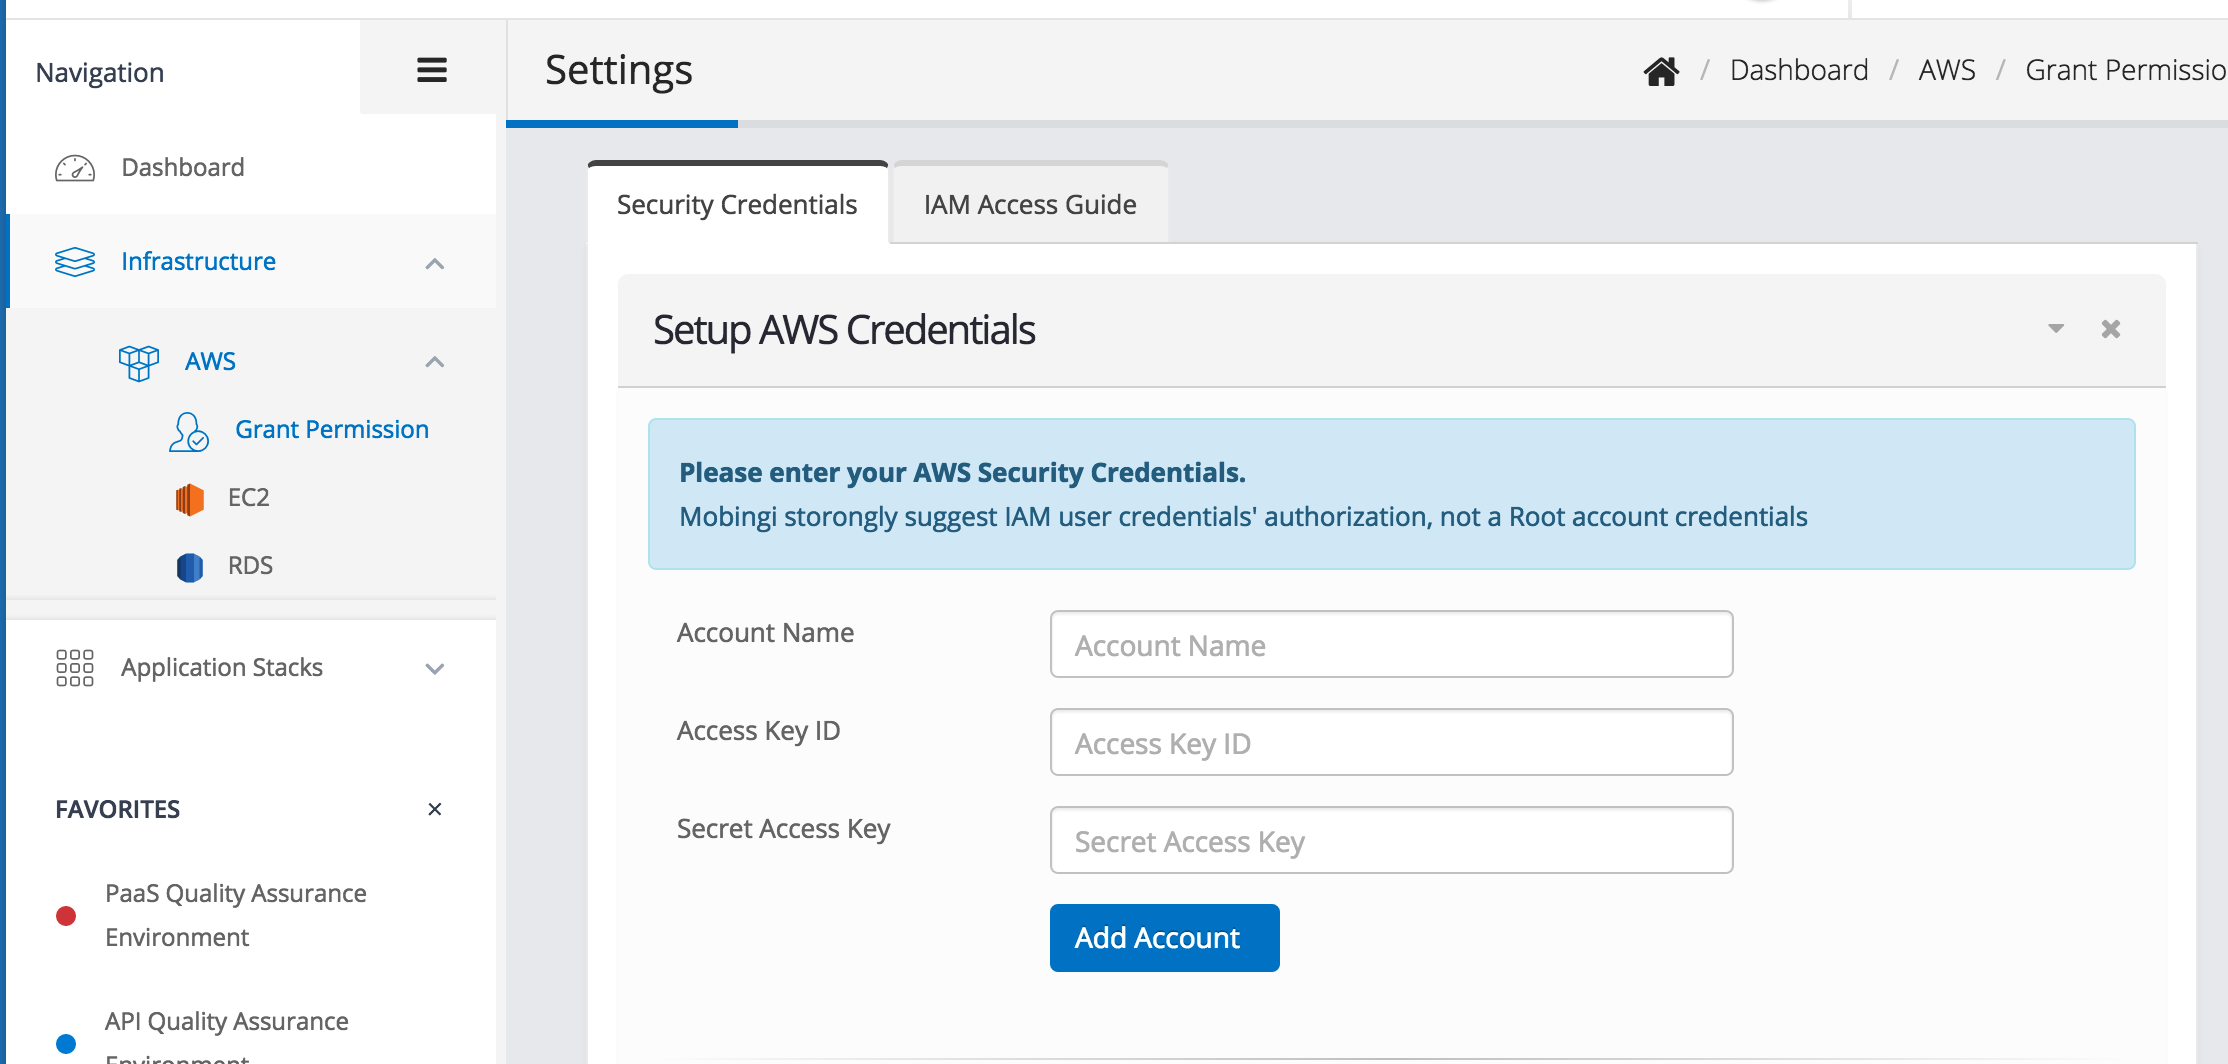 Navigation
Settings
/ Dashboard / AWS / Grant Permissio
Dashboard
Infrastructure
AWS
Grant Permission
EC2
RDS
Application Stacks
FAVORITES
PaaS Quality Assurance
Environment
API Quality Assurance
Environment
Security Credentials
IAM Access Guide
Setup AWS Credentials
Please enter your AWS Security Credentials.
Mobingi storongly suggest IAM user credentials' authorization, not a Root account credentials
Account Name
Account Name
Access Key ID
Access Key ID
Secret Access Key
Secret Access Key
Add Account